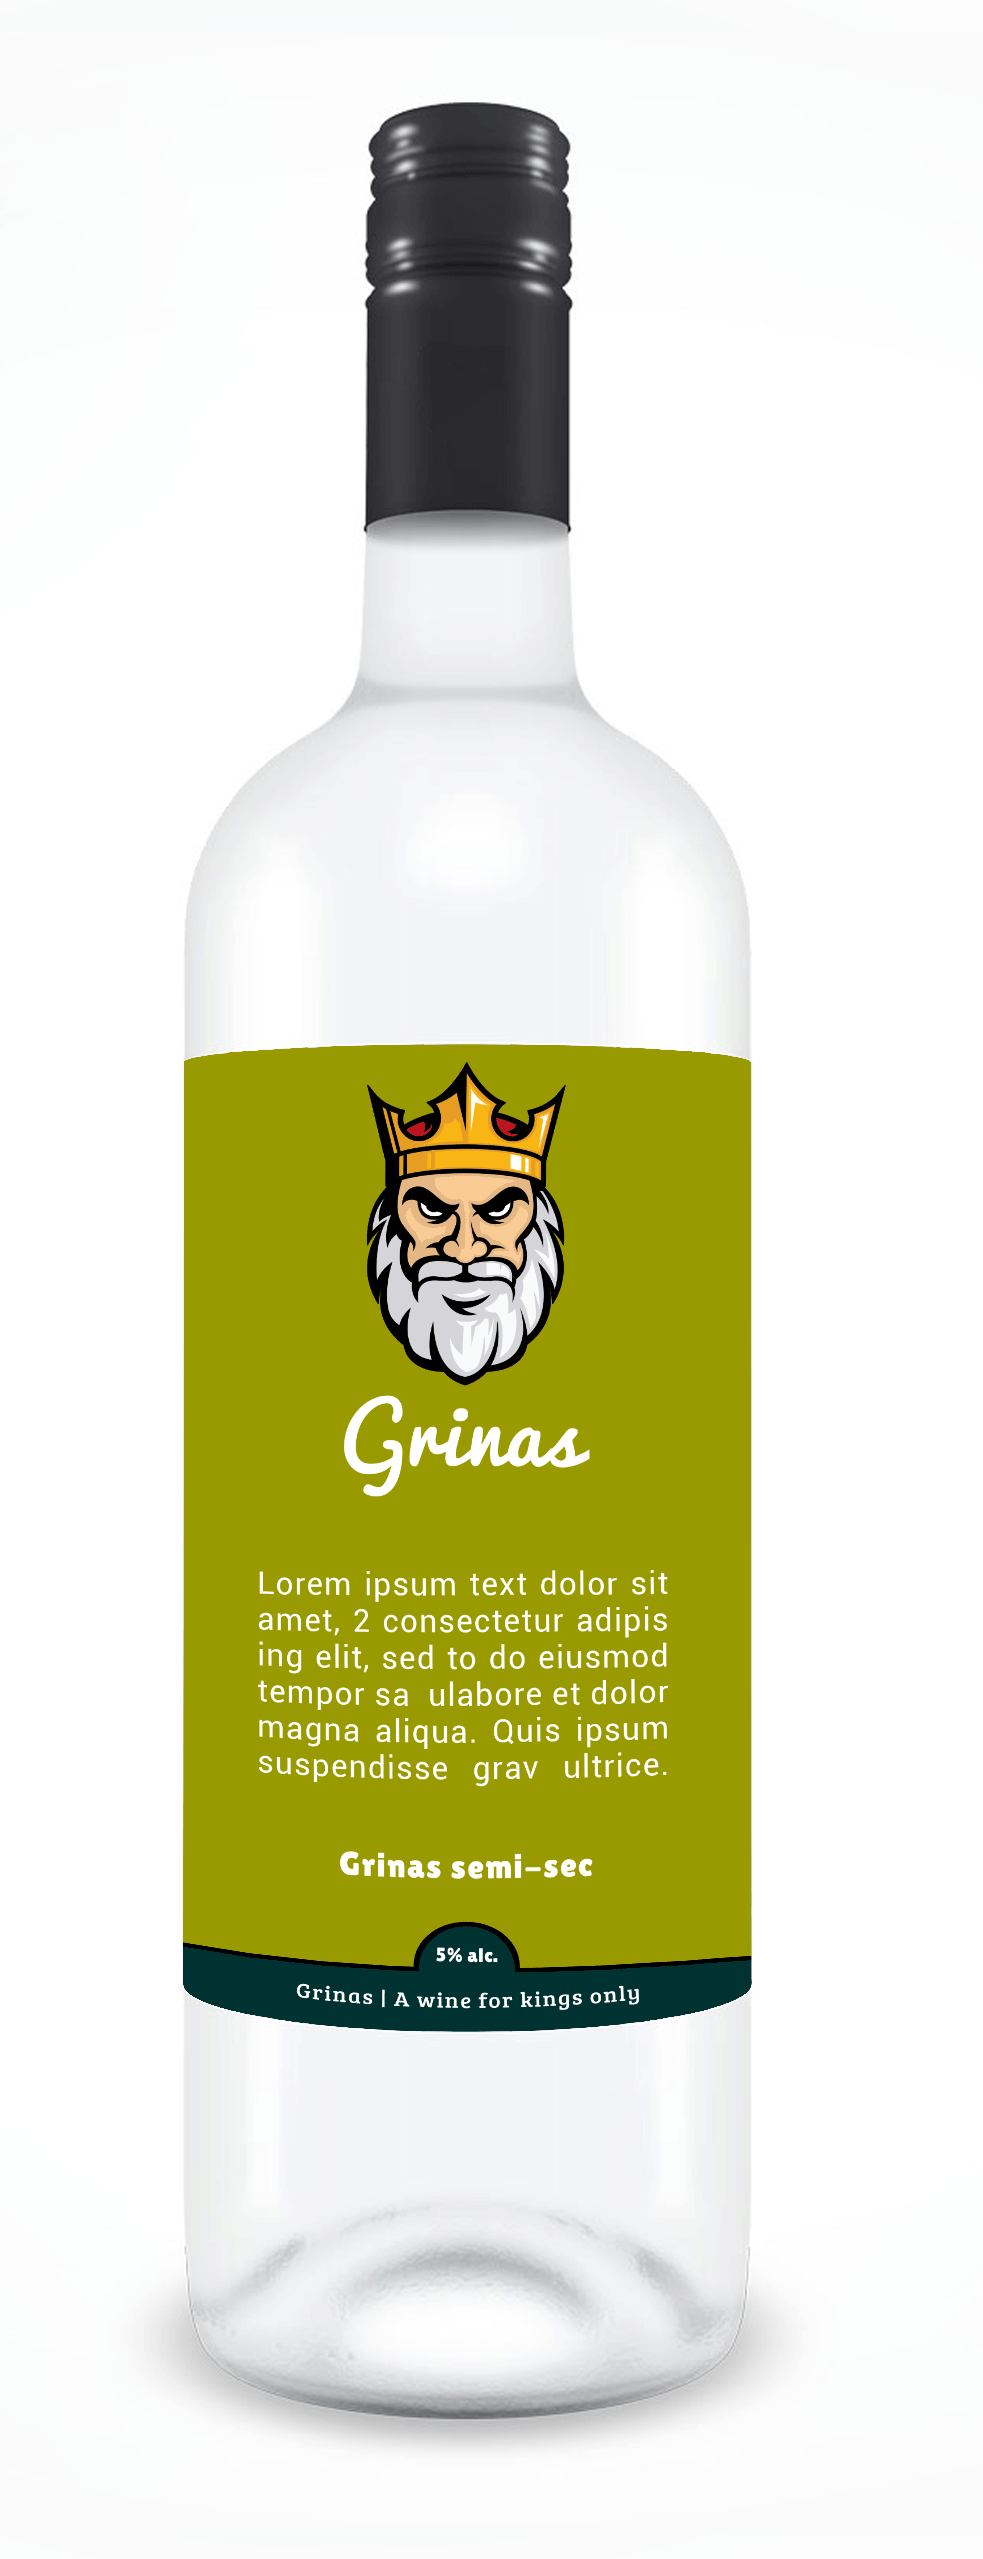 Grinas
Lorem ipsum text dolor sit
amet, 2 consectetur adipis
ing elit, sed to do eiusmod
tempor sa ulabore et dolor
magna aliqua. Quis ipsum
suspendisse grav ultrice.
Grinas semi-sec
5% alc.
Grinas | A wine for kings only